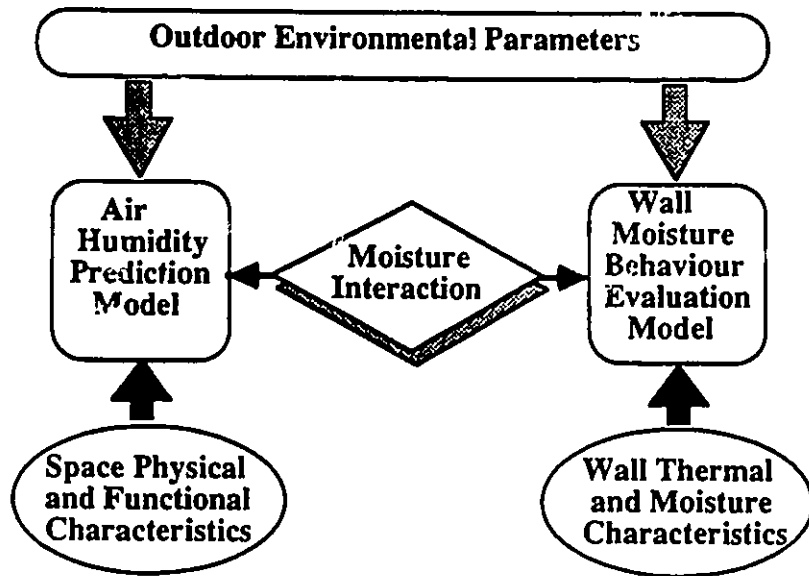 Outdoor Environmental Parameters
Air
Humidity
Prediction
Model
Moisture
Interaction
Wall
Moisture
Behaviour
Evaluation
Model
Space Physical
and Functional
Characteristics
Wall Thermal
and Moisture
Characteristics